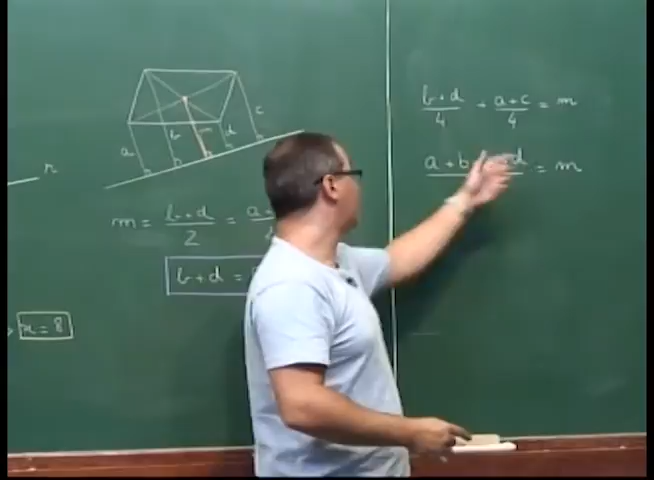 r
a
b
m
d
c
m = b+d/2 = a+
b+d =
x = 8
b+d/4 + a+c/4 = m
a+b d = m